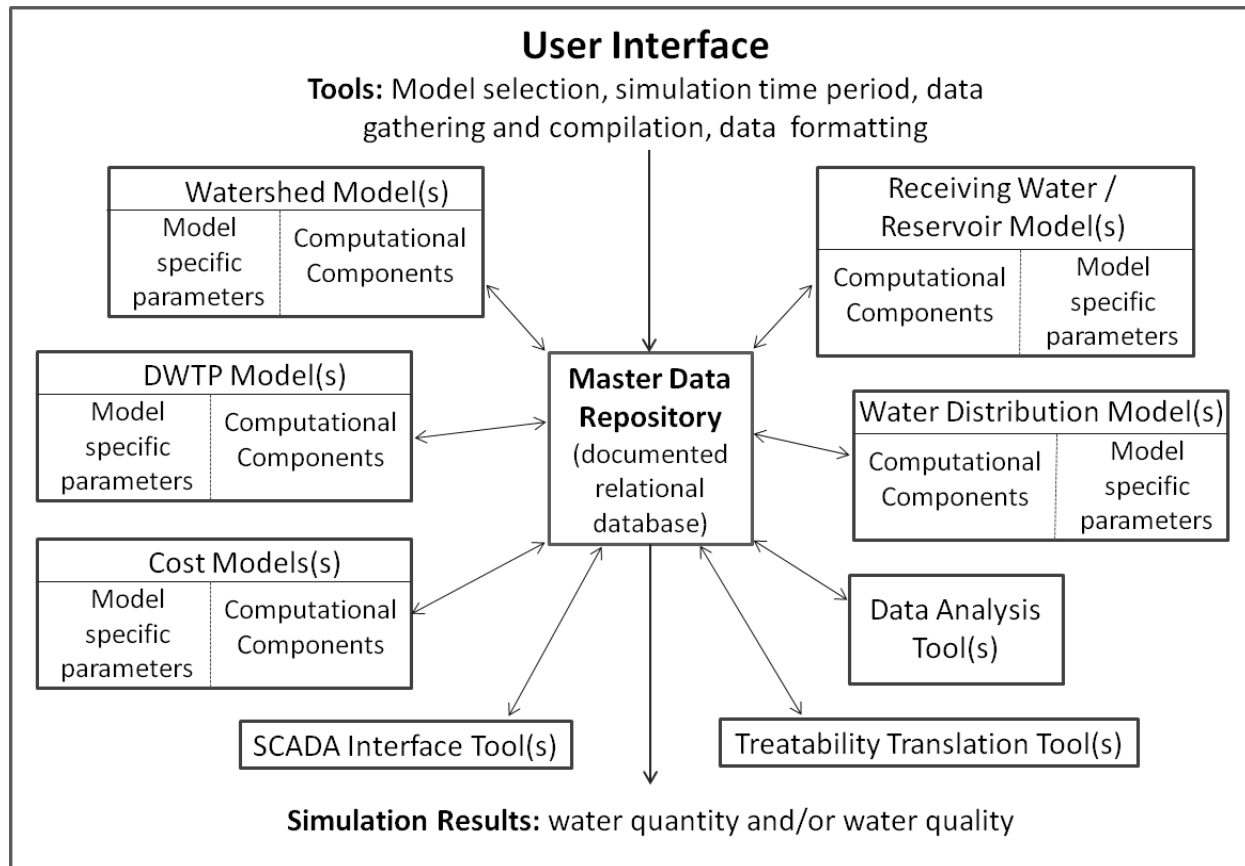 User Interface
Tools: Model selection, simulation time period, data
gathering and compilation, data formatting
Watershed Model(s)
Model
specific
parameters
Computational
Components
Receiving Water /
Reservoir Model(s)
Computational
Components
Model
specific
parameters
DWTP Model(s)
Model
specific
parameters
Computational
Components
Master Data
Repository
(documented
relational
database)
Water Distribution Model(s)
Computational
Components
Model
specific
parameters
Cost Models(s)
Model
specific
parameters
Computational
Components
Data Analysis
Tool(s)
SCADA Interface Tool(s)
Treatability Translation Tool(s)
Simulation Results: water quantity and/or water quality